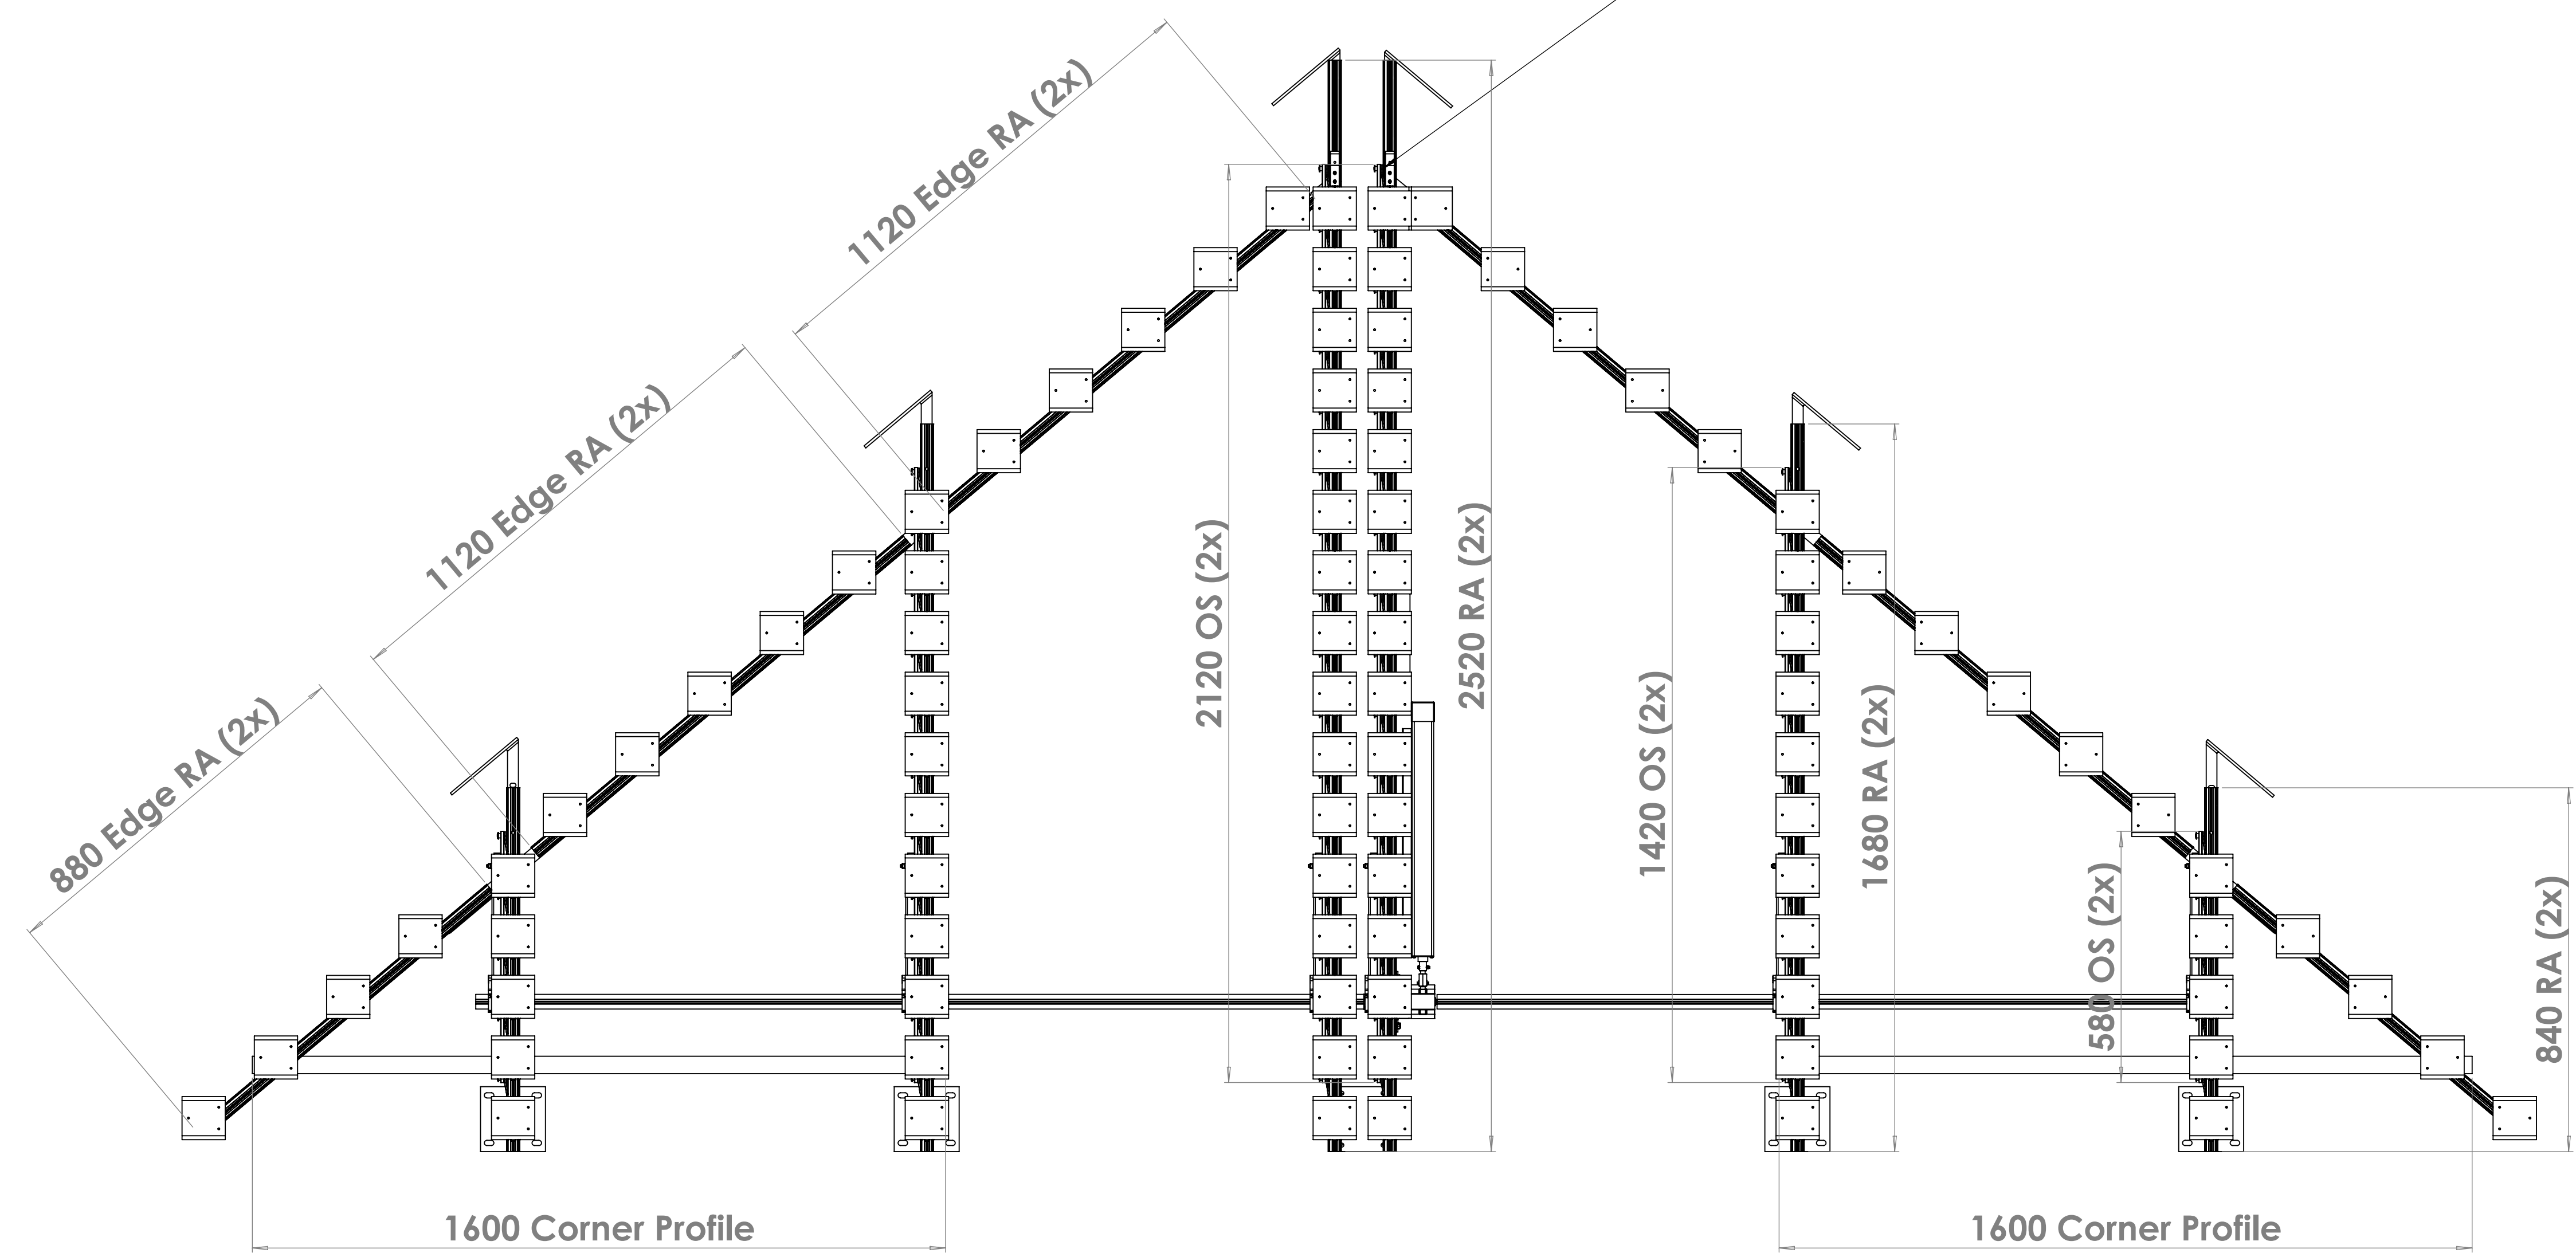 1120 Edge RA (2x)
1120 Edge RA (2x)
880 Edge RA (2x)
2120 OS (2x)
2520 RA (2x)
1420 OS (2x)
1680 RA (2x)
580 OS (2x)
840 RA (2x)
1600 Corner Profile
1600 Corner Profile